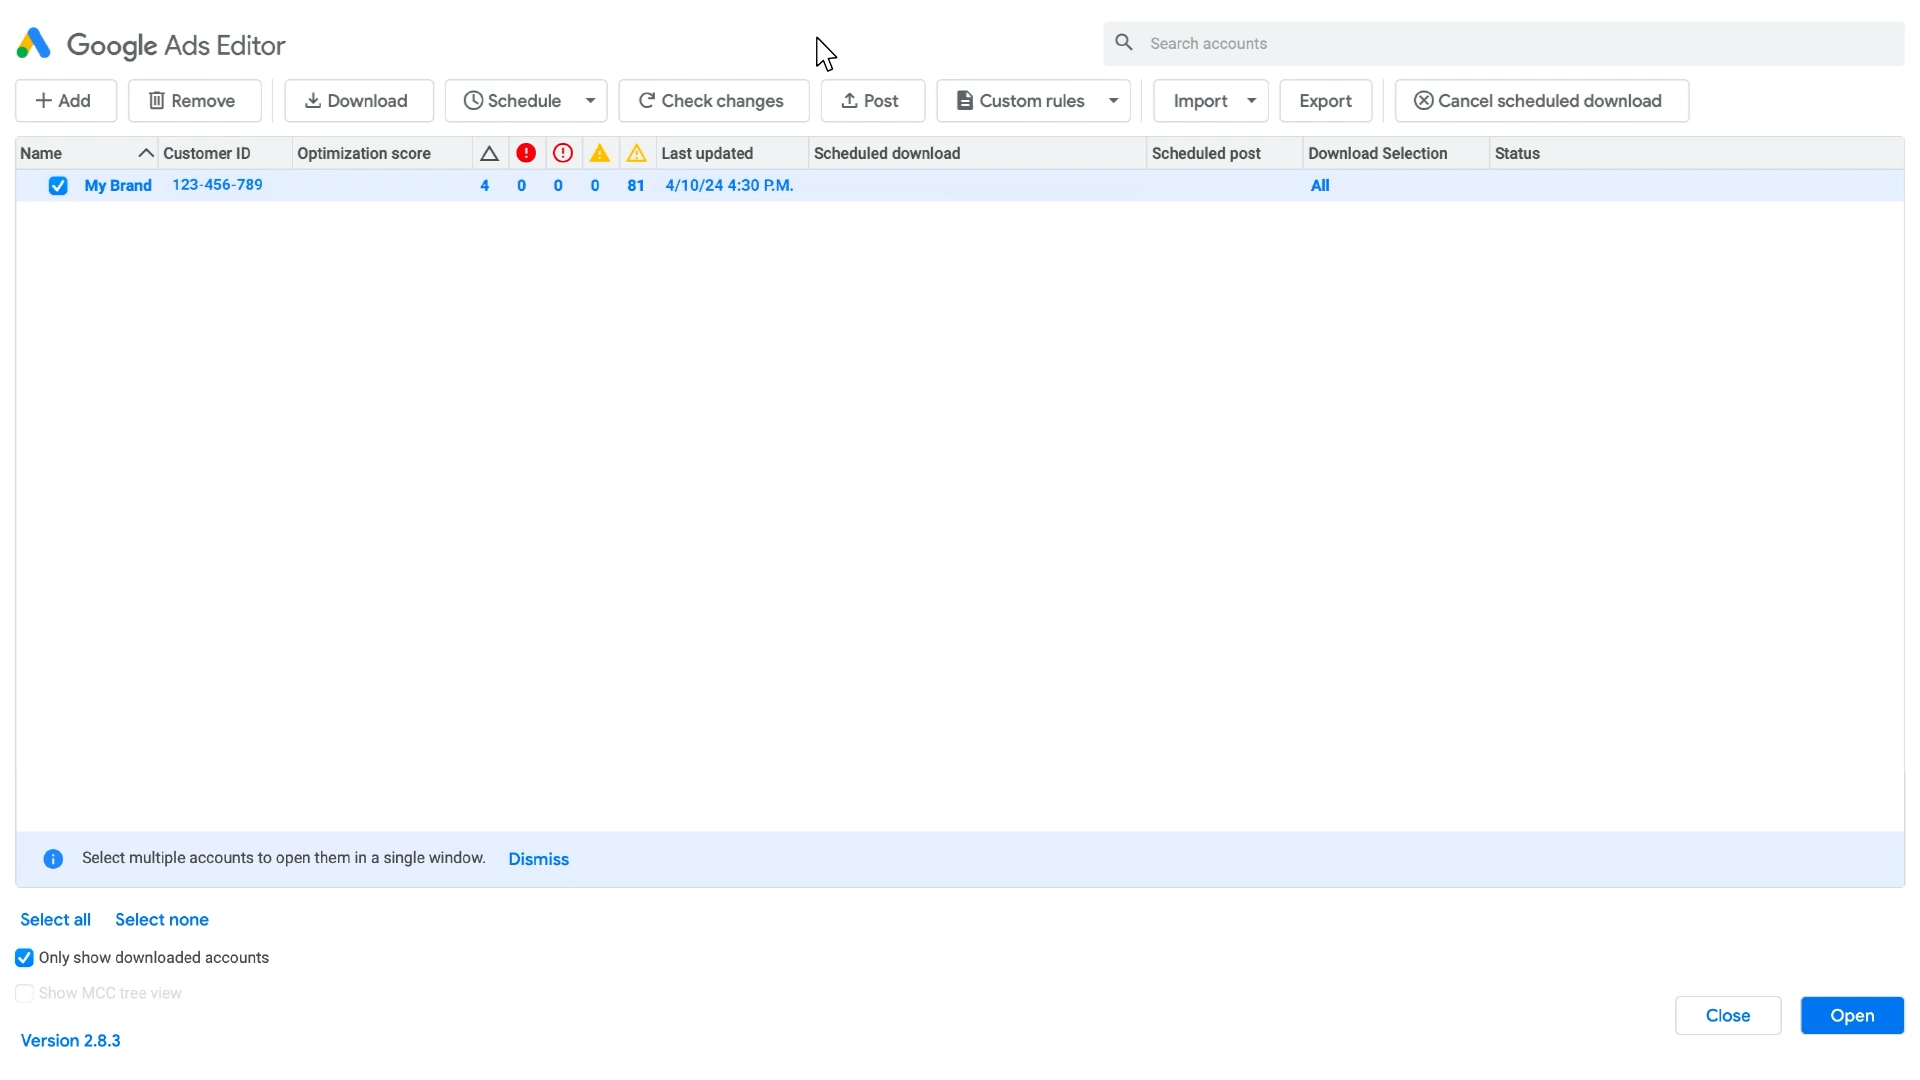 Google Ads Editor
Search accounts
Add Remove Download Schedule Check changes Post Custom rules Import Export Cancel scheduled download
Name Customer ID Optimization score Last updated Scheduled download Scheduled post Download Selection Status
My Brand 123-456-789 4 0 0 0 81 4/10/24 4:30 P.M. All
Select multiple accounts to open them in a single window. Dismiss
Select all Select none
Only show downloaded accounts
Show MCC tree view
Close Open
Version 2.8.3